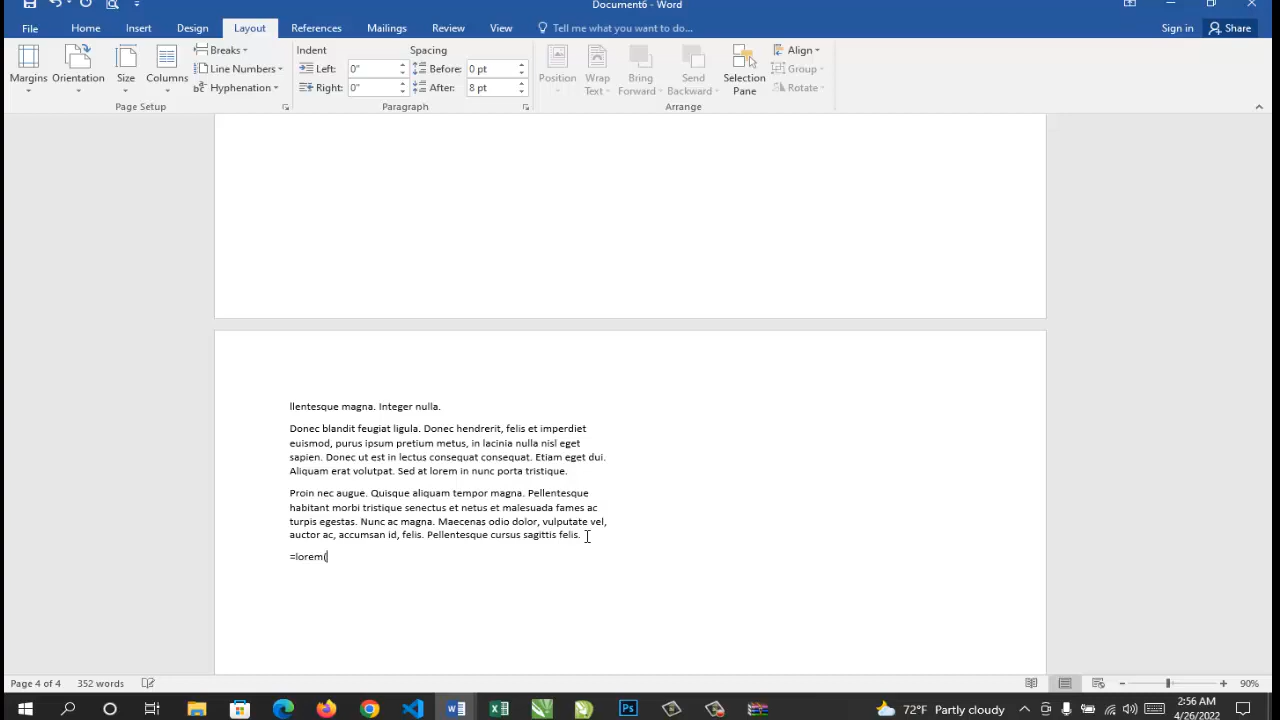 Document6 - Word
File Home Insert Design Layout References Mailings Review View Tell me what you want to do... Sign in Share
Margins
Orientation
Size
Columns
Breaks
Line Numbers
Hyphenation
Page Setup
Indent
Left: 0"
Right: 0"
Spacing
Before: 0 pt
After: 8 pt
Paragraph
Position
Wrap
Text
Bring
Forward
Send
Backward
Selection
Pane
Align
Group
Rotate
Arrange
llentesque magna. Integer nulla.
Donec blandit feugiat ligula. Donec hendrerit, felis et imperdiet
euismod, purus ipsum pretium metus, in lacinia nulla nisl eget
sapien. Donec ut est in lectus consequat consequat. Etiam eget dui.
Aliquam erat volutpat. Sed at lorem in nunc porta tristique.
Proin nec augue. Quisque aliquam tempor magna. Pellentesque
habitant morbi tristique senectus et netus et malesuada fames ac
turpis egestas. Nunc ac magna. Maecenas odio dolor, vulputate vel,
auctor ac, accumsan id, felis. Pellentesque cursus sagittis felis.
=lorem(
Page 4 of 4 352 words 90%
72°F Partly cloudy
2:56 AM
4/26/2022